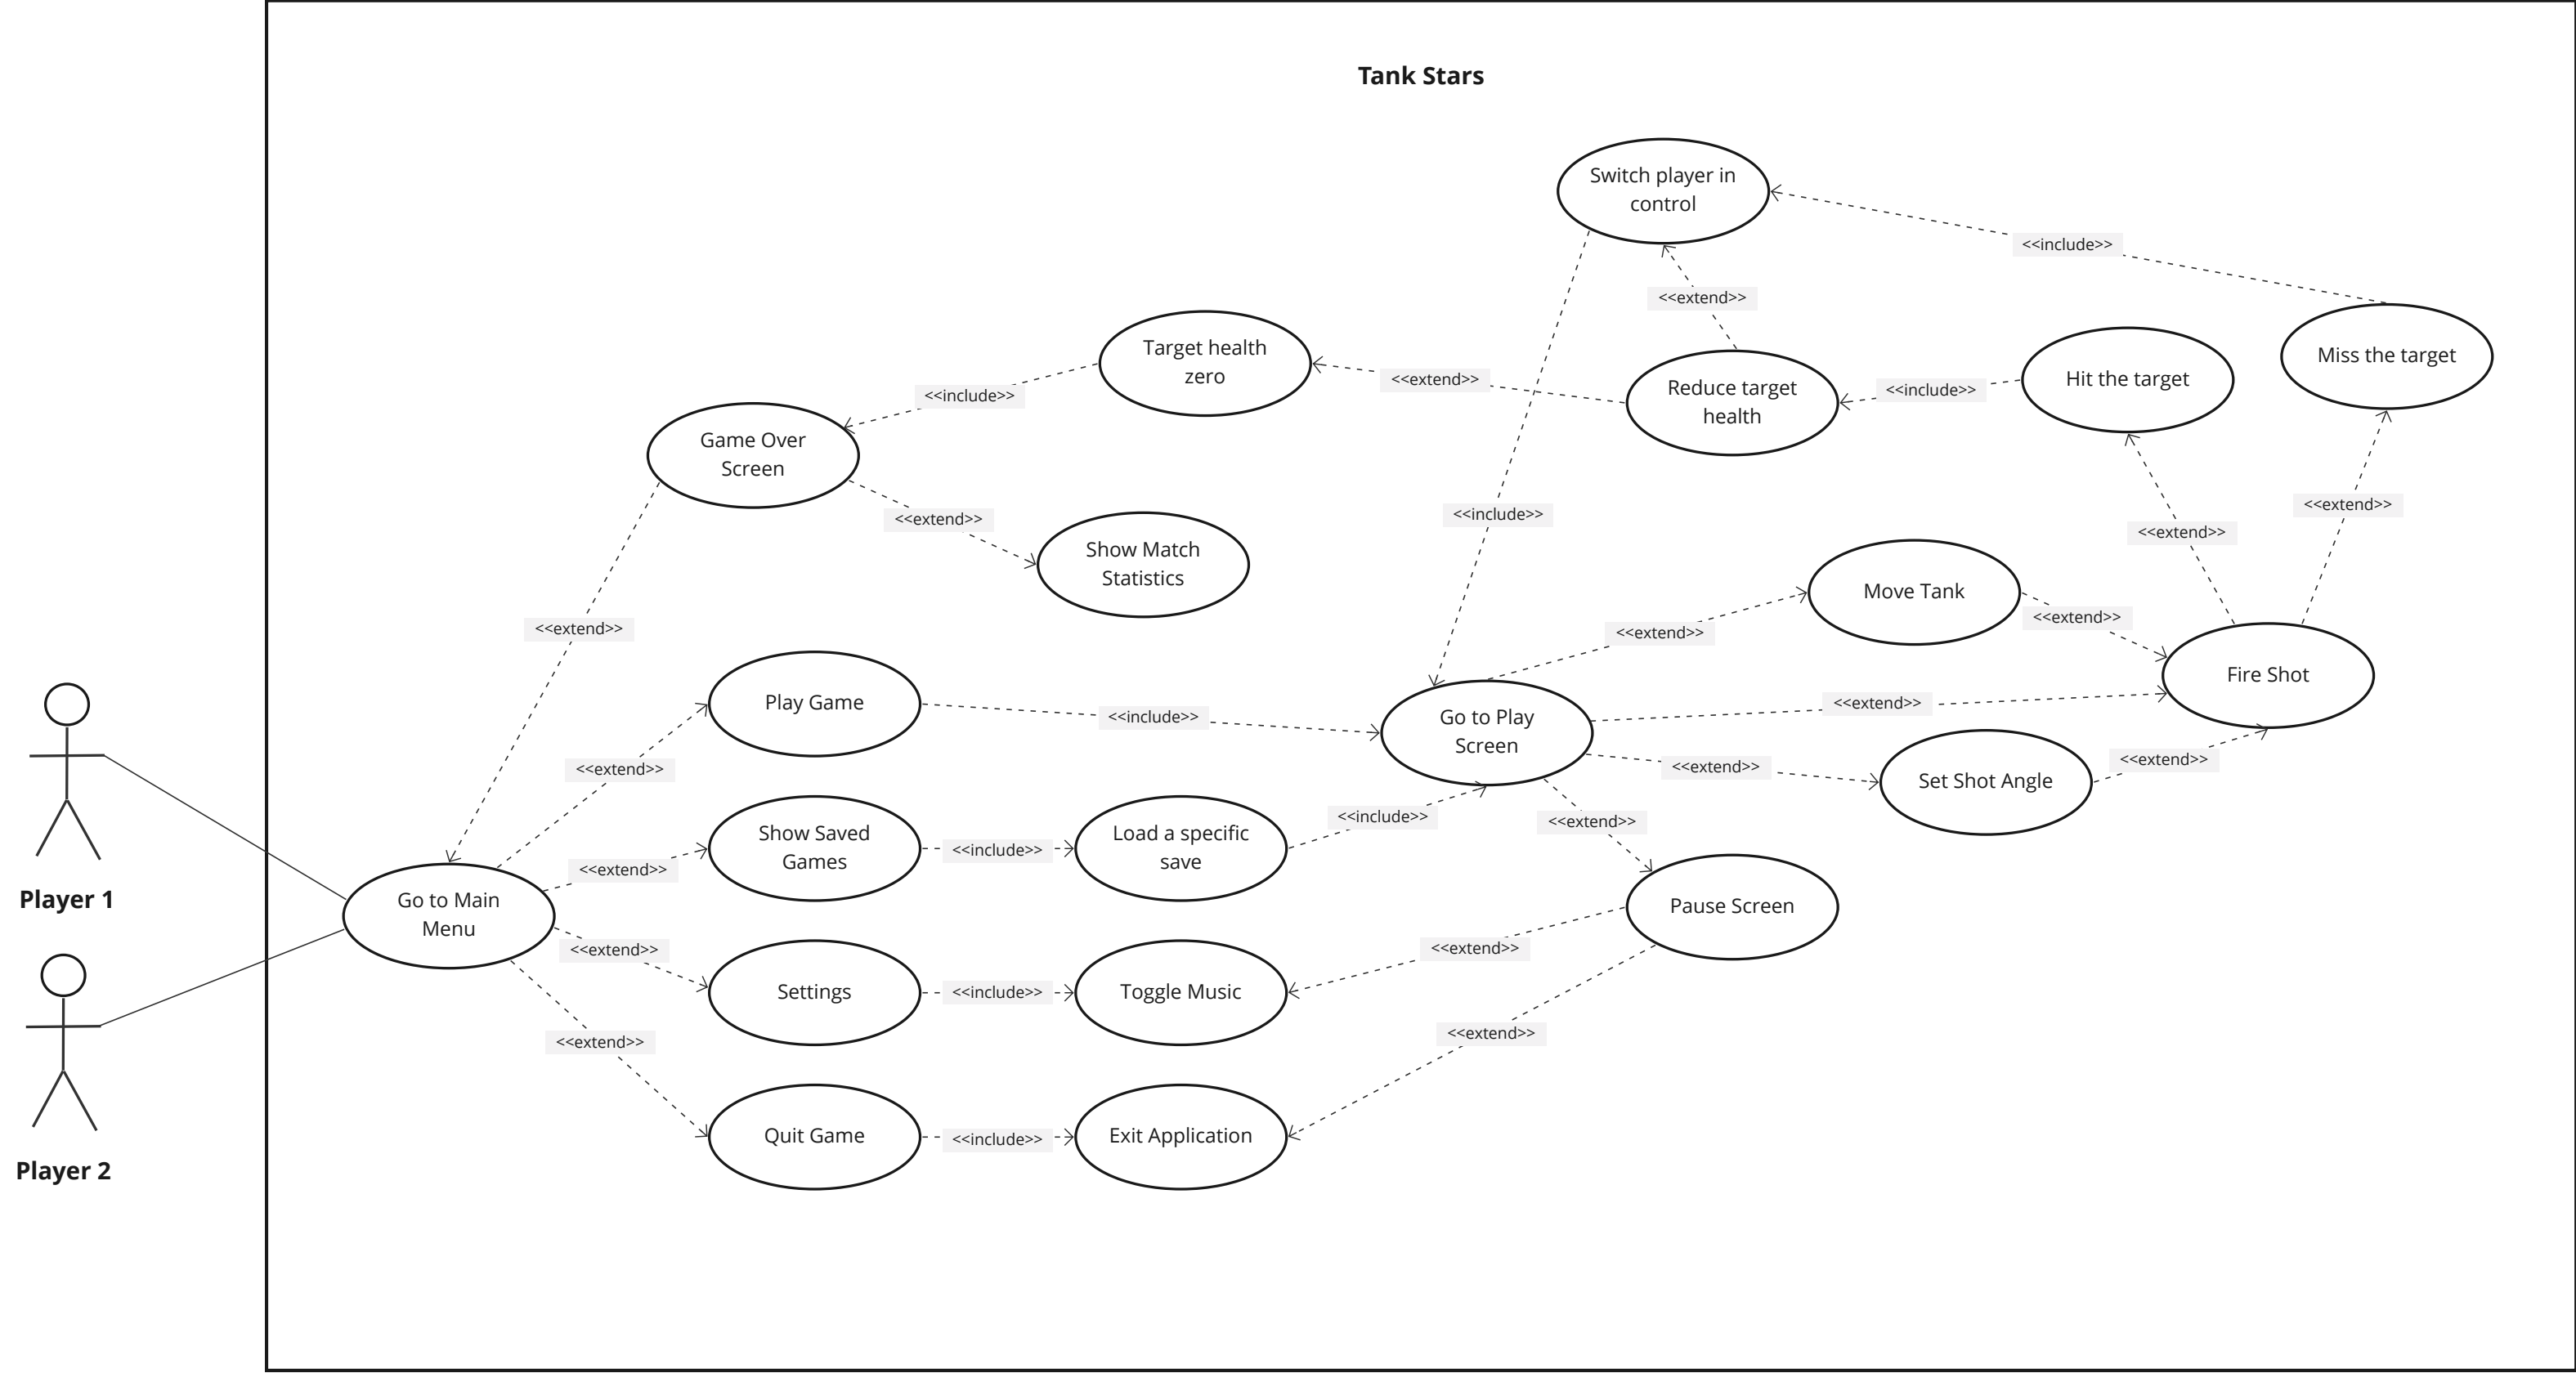 Tank Stars
Switch player in
control
<<include>>
<<extend>>
Target health
zero
<<extend>>
Reduce target
health
<<include>>
Hit the target
Miss the target
<<include>>
Game Over
Screen
<<extend>>
Show Match
Statistics
<<include>>
<<extend>>
<<extend>>
<<extend>>
Move Tank
<<extend>>
<<extend>>
<<extend>>
Fire Shot
Play Game
<<include>>
Go to Play
Screen
<<extend>>
<<extend>>
<<extend>>
Set Shot Angle
<<extend>>
<<extend>>
Show Saved
Games
<<include>>
Load a specific
save
<<include>>
<<extend>>
Player 1
Go to Main
Menu
Pause Screen
<<extend>>
Settings
<<include>>
Toggle Music
<<extend>>
<<extend>>
<<extend>>
Quit Game
<<include>>
Exit Application
Player 2